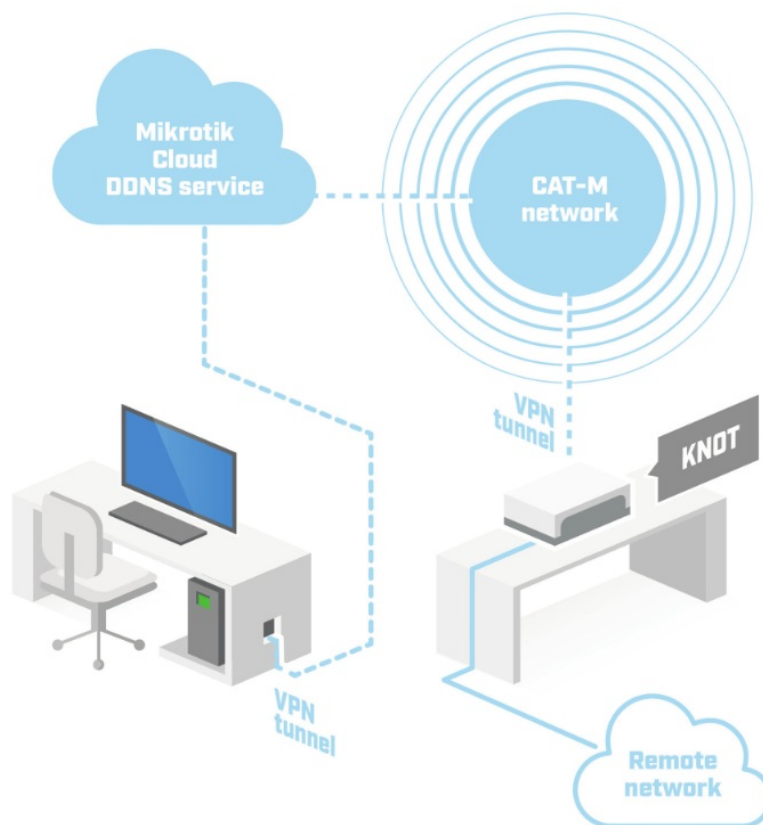 Mikrotik
Cloud
DDNS service
CAT-M
network
VPN
tunnel
KNOT
VPN
tunnel
Remote
network